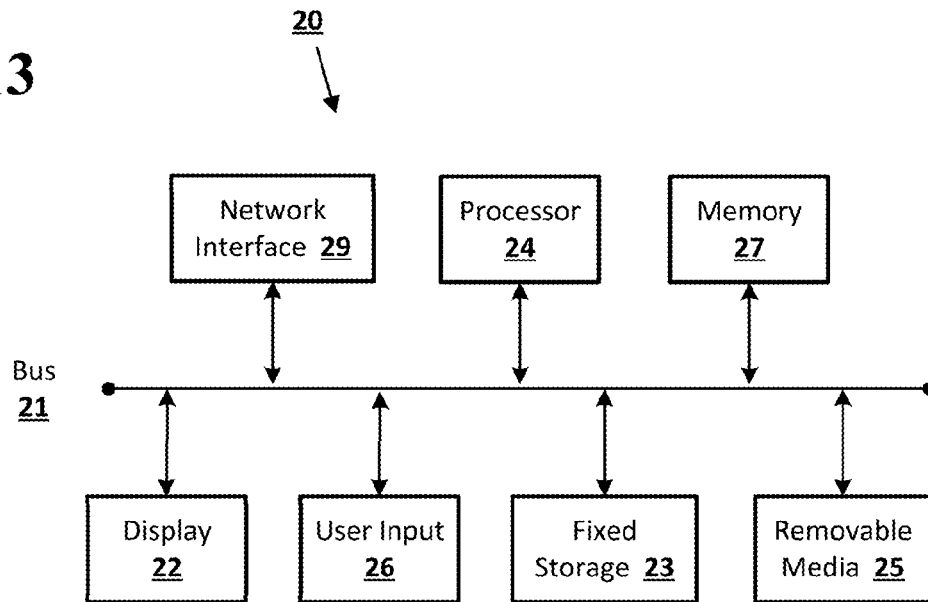 20
3
Network
Interface 29
Processor
24
Memory
27
Bus
21
Display
22
User Input
26
Fixed
Storage 23
Removable
Media 25